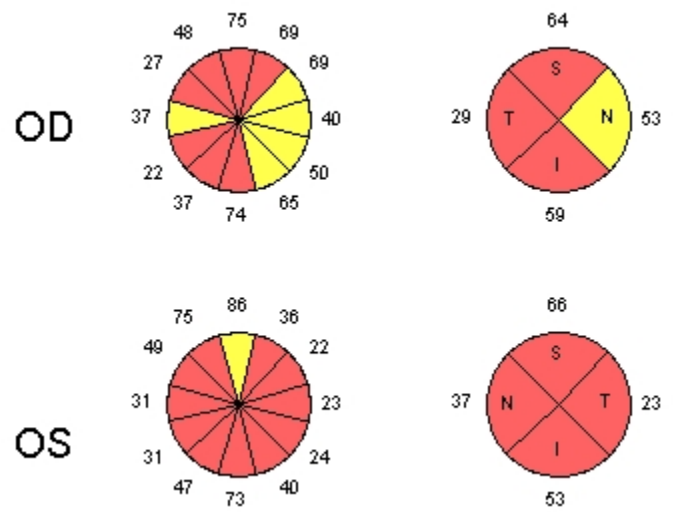 75 64
48 69
27 69 S
OD 37 40 29 T N 53
22 50 I
37 65
74 59
86 66
75 36
49 22 S
31 23 37 N T 23
OS 31 24 I
47 40
73 53